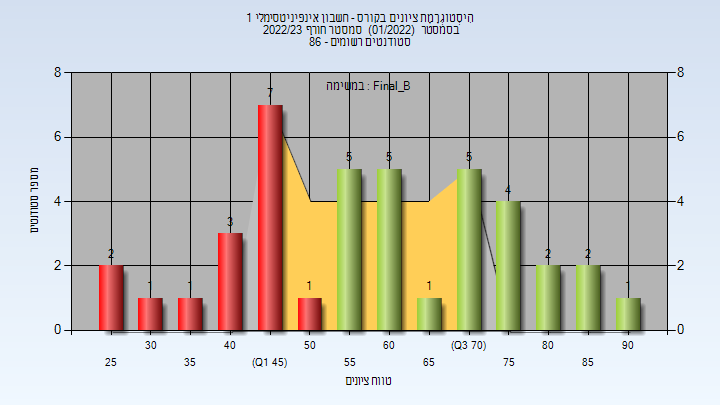 היסטוגרמת ציונים בקורס - חשבון אינפיניטסימלי 1
בסמסטר (01/2022) סמסטר חורף 2022/23
סטודנטים רשומים - 86
במשימה : Final_B
מספר סטודנטים
8 6 4 2 0
8 6 4 2 0
2 1 1 3 7 1 5 5 1 5 4 2 2 1
30 40 50 60 (Q3 70) 80 90
25 35 (Q1 45) 55 65 75 85
טווח ציונים